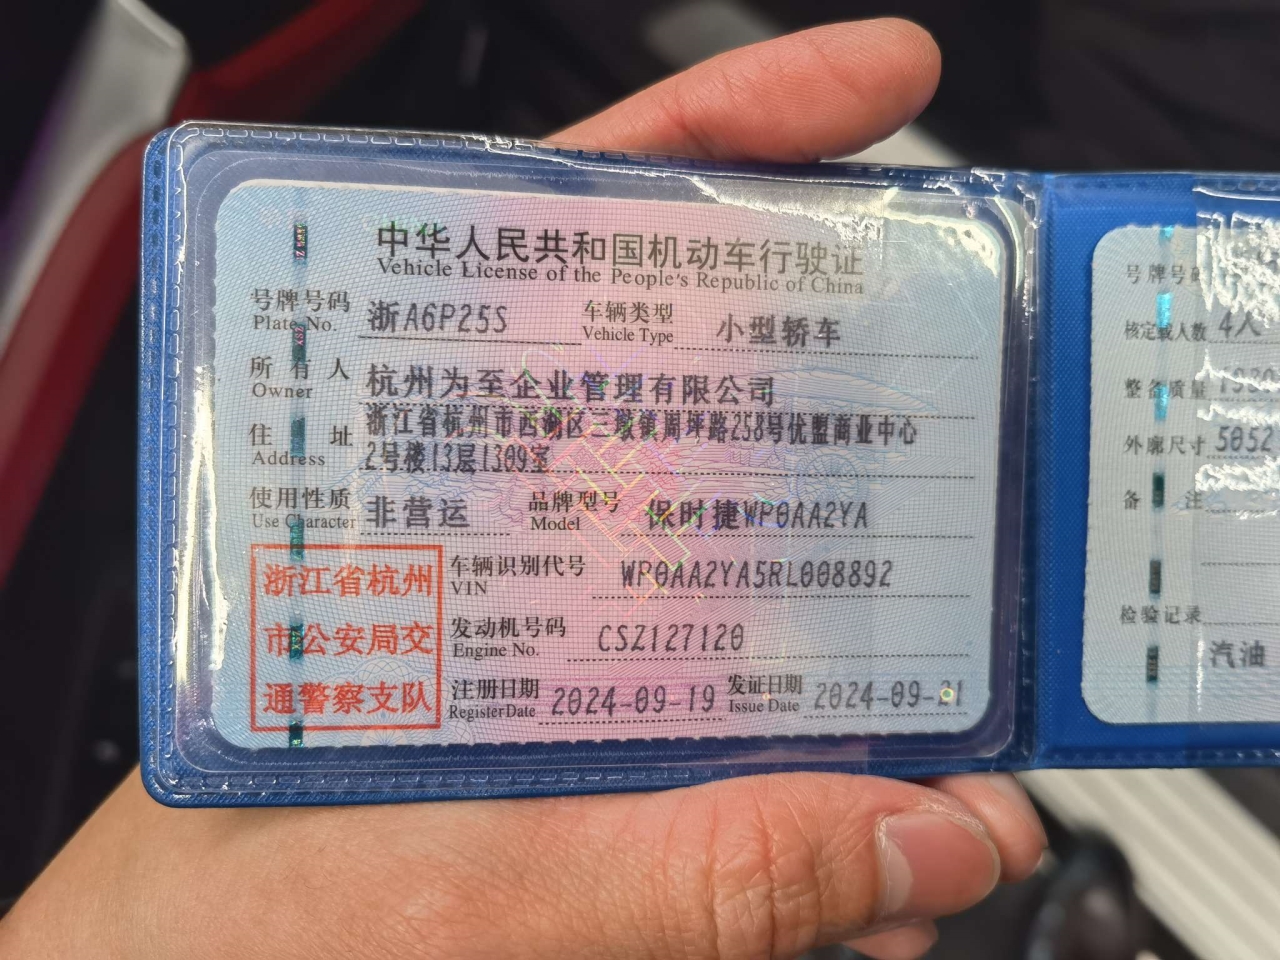 中华人民共和国机动车行驶证
Vehicle License of the People's Republic of China
号牌号码 浙A6P25S 车辆类型 小型轿车
Plate No. Vehicle Type
所有人 杭州为至企业管理有限公司
Owner
住址 浙江省杭州市西湖区三墩镇周坪路258号优盟商业中心
Address 2号楼13层1309室
使用性质 非营运 品牌型号 保时捷WP0AA2YA
Use Character Model
浙江省杭州
市公安局交
通警察支队
车辆识别代号 WP0AA2YA5RL008892
VIN
发动机号码 CSZ127120
Engine No.
注册日期 2024-09-19 发证日期 2024-09-21
Register Date Issue Date
号牌号
核定载人数 4人
整备质量
外廓尺寸 5052
备注
检验记录
汽油